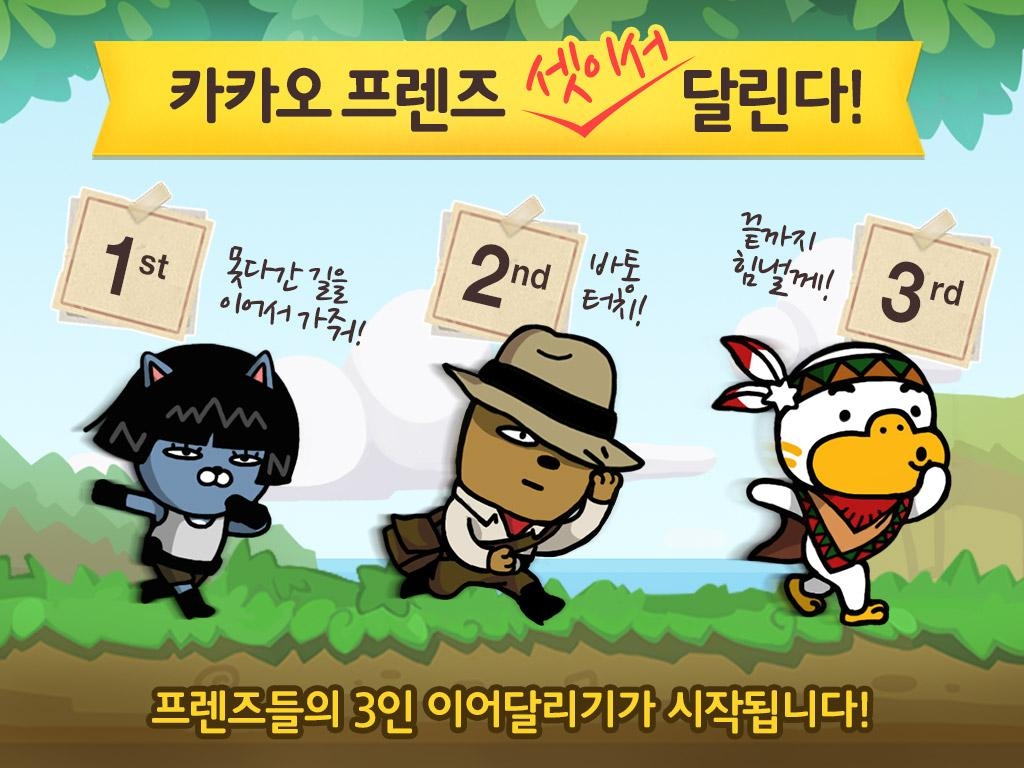 카카오 프렌즈 셋이서 달린다!
1st
못다간 길을
이어서 가줘!
2nd
바통
터치!
끝까지
힘낼께!
3rd
프렌즈들의 3인 이어달리기가 시작됩니다!